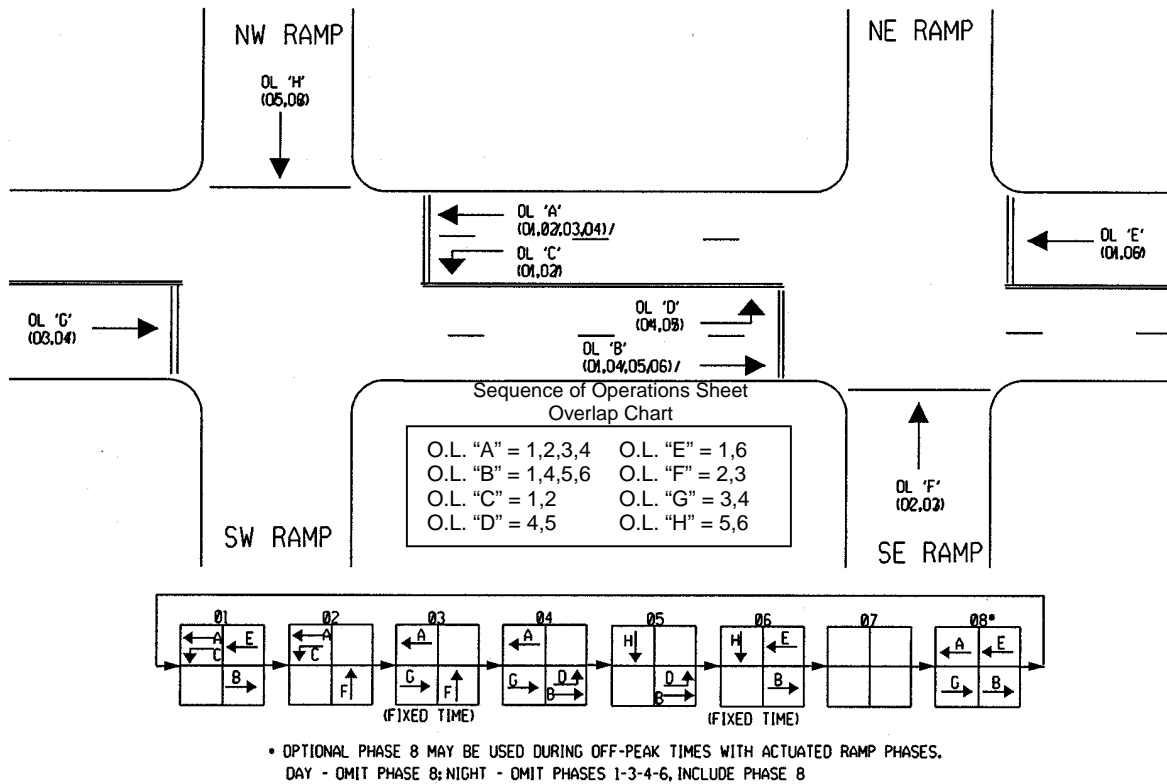 NW RAMP
NE RAMP
OL 'H'
(05,08)
OL 'A'
(01,02,03,04)/
OL 'C'
(01,02)
OL 'E'
(01,06)
OL 'G'
(03,04)
OL 'D'
(04,05)
OL 'B'
(01,04,05,06)/
Sequence of Operations Sheet
Overlap Chart
O.L. “A” = 1,2,3,4 O.L. “E” = 1,6
O.L. “B” = 1,4,5,6 O.L. “F” = 2,3
O.L. “C” = 1,2 O.L. “G” = 3,4
O.L. “D” = 4,5 O.L. “H” = 5,6
OL 'F'
(02,03)
SW RAMP
SE RAMP
01 02 03 04 05 06 07 08*
A E A A A H H E A E
C C
B F G F G D B D B B G B
(FIXED TIME) (FIXED TIME)
* OPTIONAL PHASE 8 MAY BE USED DURING OFF-PEAK TIMES WITH ACTUATED RAMP PHASES.
DAY - OMIT PHASE 8; NIGHT - OMIT PHASES 1-3-4-6, INCLUDE PHASE 8